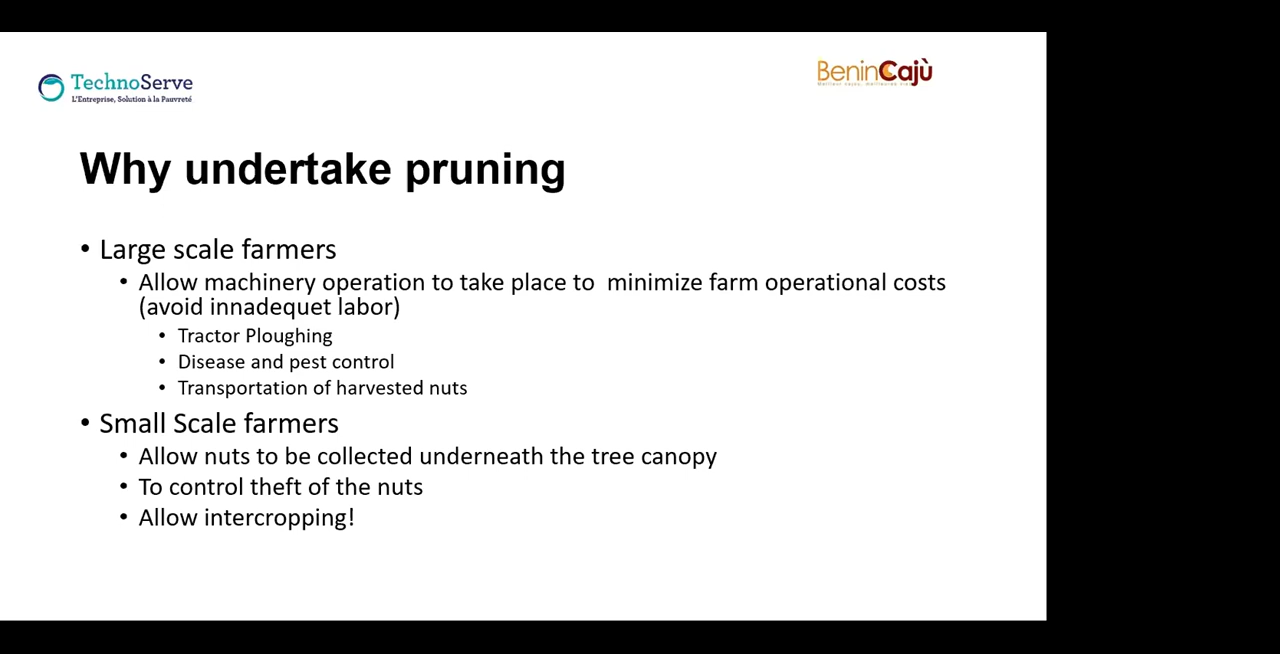 TechnoServe
L'Entreprise, Solution à la Pauvreté
BeninCajù
Why undertake pruning
• Large scale farmers
• Allow machinery operation to take place to  minimize farm operational costs
(avoid innadequet labor)
• Tractor Ploughing
• Disease and pest control
• Transportation of harvested nuts
• Small Scale farmers
• Allow nuts to be collected underneath the tree canopy
• To control theft of the nuts
• Allow intercropping!